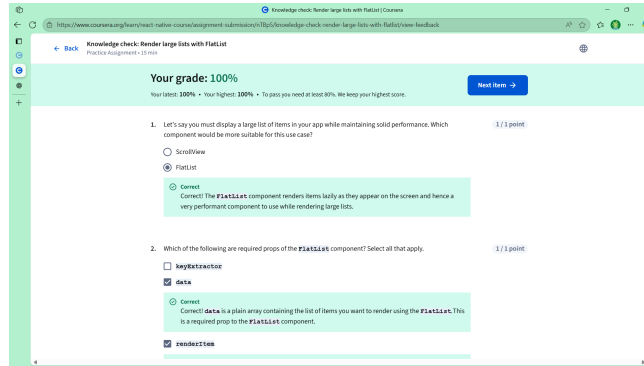 Knowledge check: Render large lists with FlatList | Coursera
https://www.coursera.org/learn/react-native-course/assignment-submission/nTBpS/knowledge-check-render-large-lists-with-flatlist/view-feedback
← Back
Knowledge check: Render large lists with FlatList
Practice Assignment • 15 min
Your grade: 100%
Your latest: 100% • Your highest: 100% • To pass you need at least 80%. We keep your highest score.
Next item →
1. Let's say you must display a large list of items in your app while maintaining solid performance. Which
component would be more suitable for this use case?
1 / 1 point
ScrollView
FlatList
Correct
Correct! The FlatList component renders items lazily as they appear on the screen and hence a
very performant component to use while rendering large lists.
2. Which of the following are required props of the FlatList component? Select all that apply.
1 / 1 point
keyExtractor
data
Correct
Correct! data is a plain array containing the list of items you want to render using the FlatList.This
is a required prop to the FlatList component.
renderItem